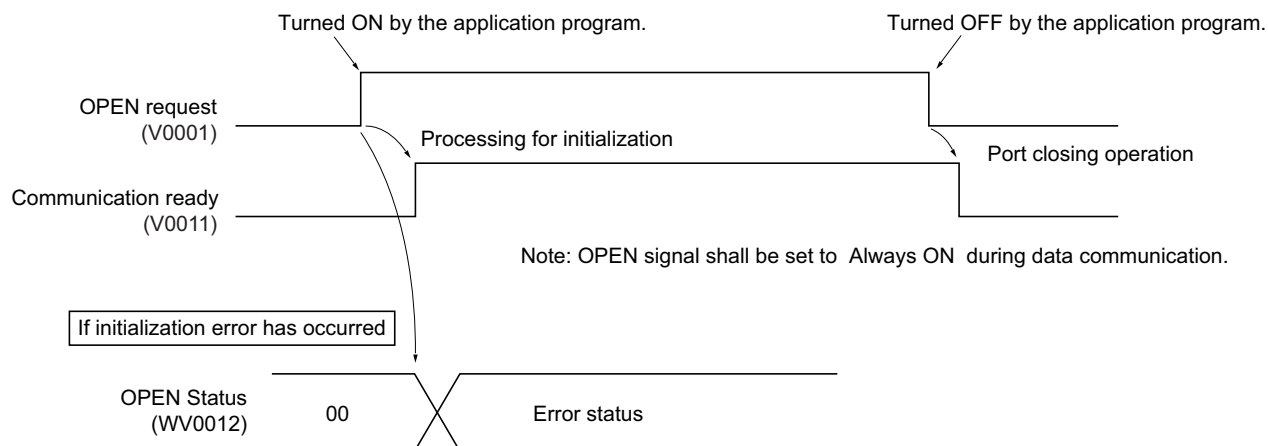 Turned ON by the application program.
Turned OFF by the application program.
OPEN request
(V0001)
Processing for initialization
Port closing operation
Communication ready
(V0011)
Note: OPEN signal shall be set to Always ON during data communication.
If initialization error has occurred
OPEN Status
(WV0012)
00
Error status